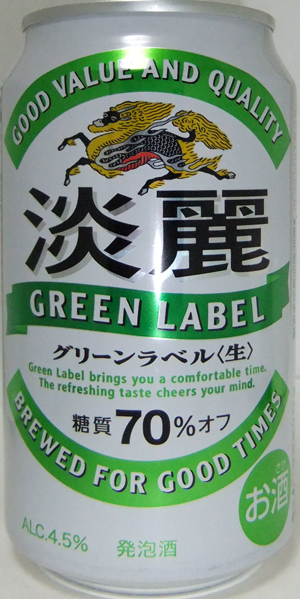 GOOD VALUE AND QUALITY
淡麗
GREEN LABEL
グリーンラベル〈生〉
Green Label brings you a comfortable time.
The refreshing taste cheers your mind.
糖質70%オフ
BREWED FOR GOOD TIMES
お酒
ALC.4.5%
発泡酒